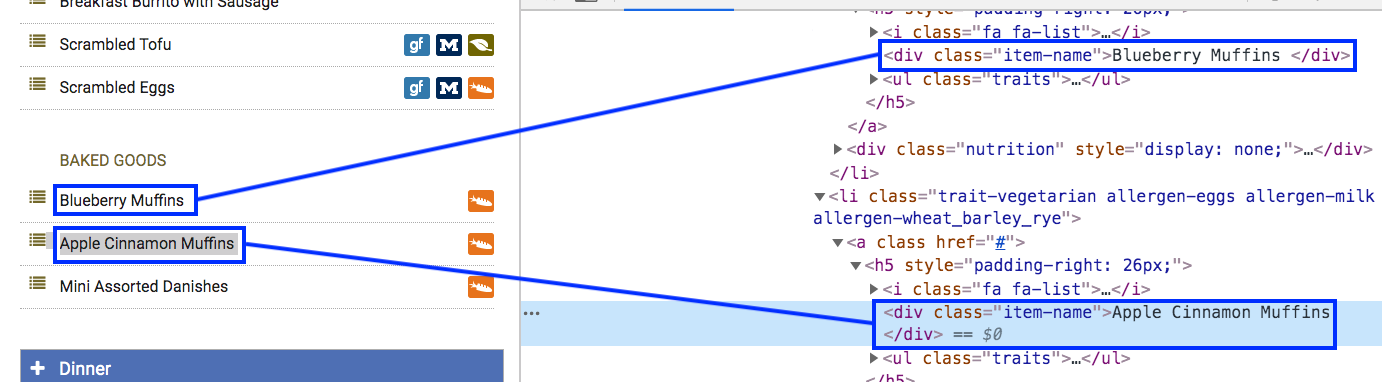 Breakfast Burrito with Sausage
Scrambled Tofu gf M
Scrambled Eggs gf M
BAKED GOODS
Blueberry Muffins
Apple Cinnamon Muffins
Mini Assorted Danishes
+ Dinner
<h5 style="padding-right: 26px;">
▶<i class="fa fa-list">…</i>
<div class="item-name">Blueberry Muffins </div>
▶<ul class="traits">…</ul>
</h5>
</a>
▶<div class="nutrition" style="display: none;">…</div>
</li>
▼<li class="trait-vegetarian allergen-eggs allergen-milk
allergen-wheat_barley_rye">
▼<a class href="#">
▼<h5 style="padding-right: 26px;">
▶<i class="fa fa-list">…</i>
... <div class="item-name">Apple Cinnamon Muffins
</div> == $0
▶<ul class="traits">…</ul>
</h5>